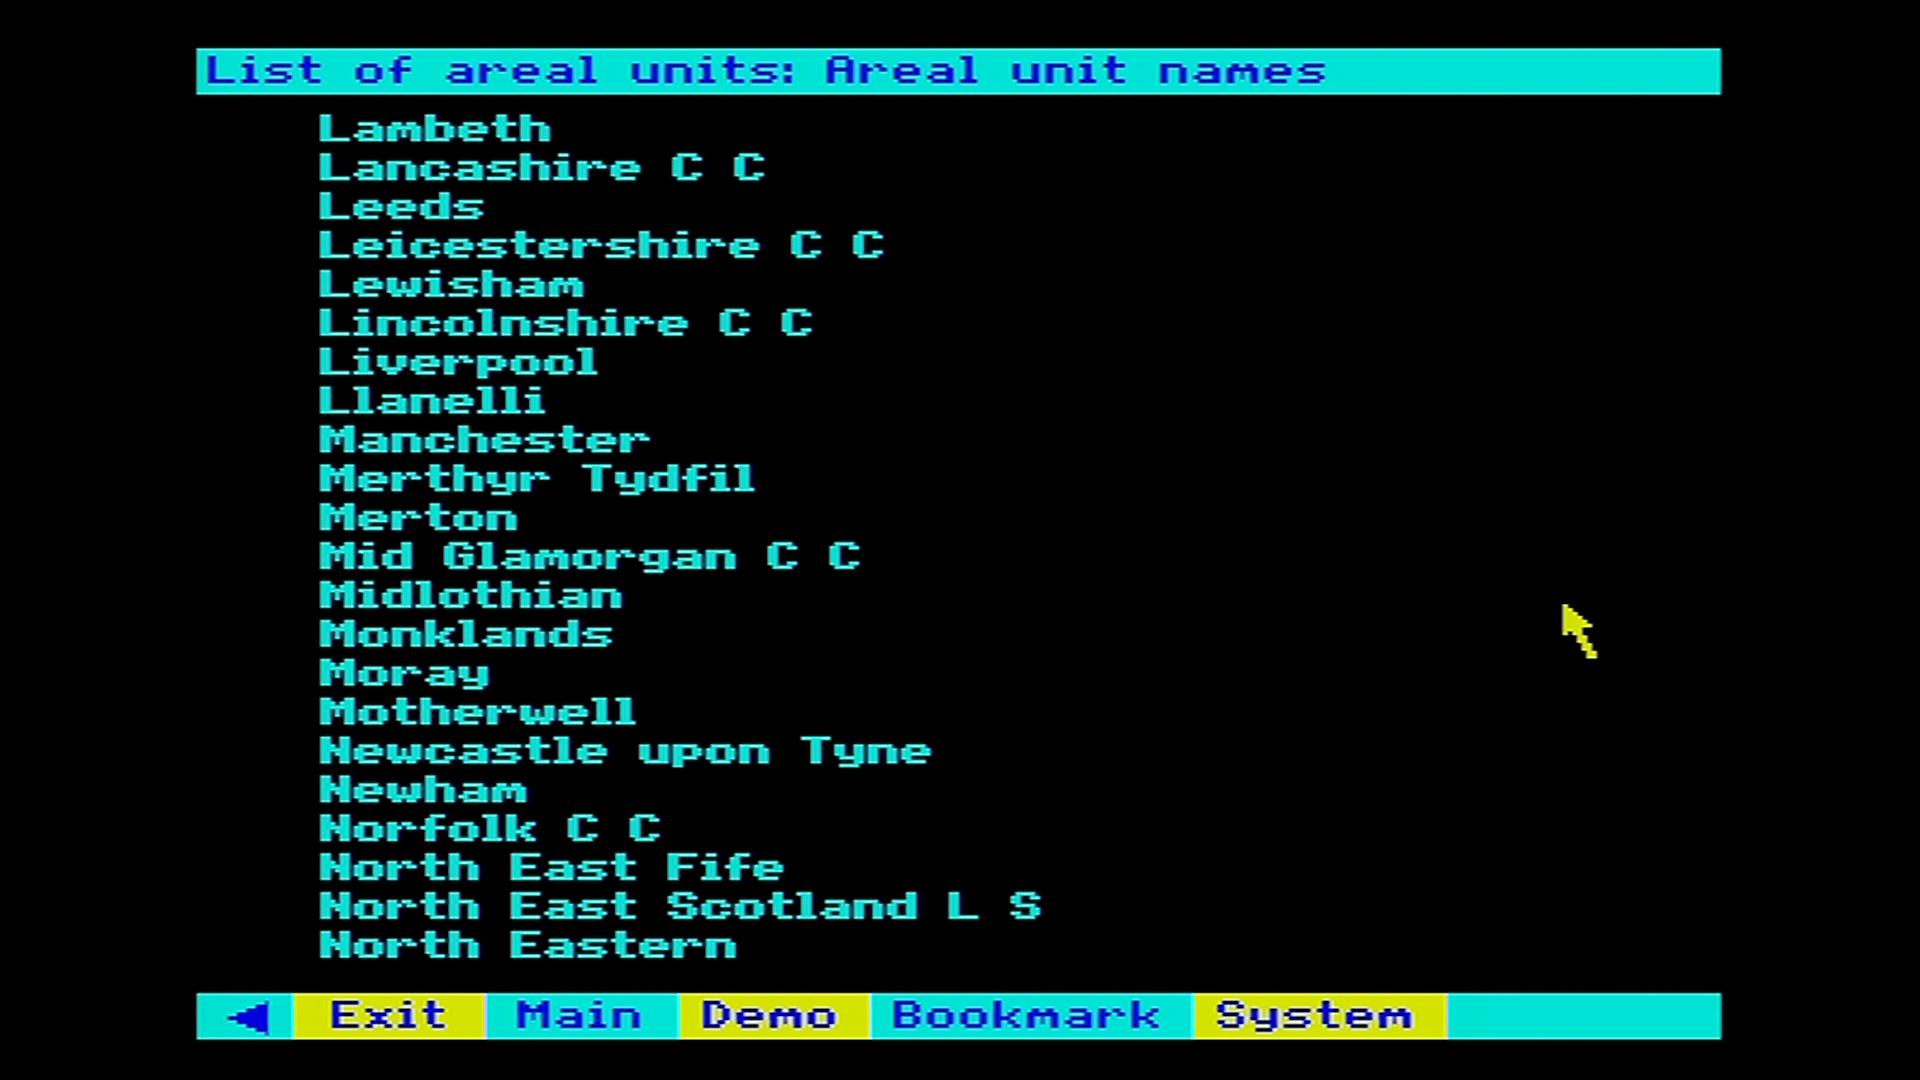 List of areal units: Areal unit names
Lambeth
Lancashire C C
Leeds
Leicestershire C C
Lewisham
Lincolnshire C C
Liverpool
Llanelli
Manchester
Merthyr Tydfil
Merton
Mid Glamorgan C C
Midlothian
Monklands
Moray
Motherwell
Newcastle upon Tyne
Newham
Norfolk C C
North East Fife
North East Scotland L S
North Eastern
Exit Main Demo Bookmark System